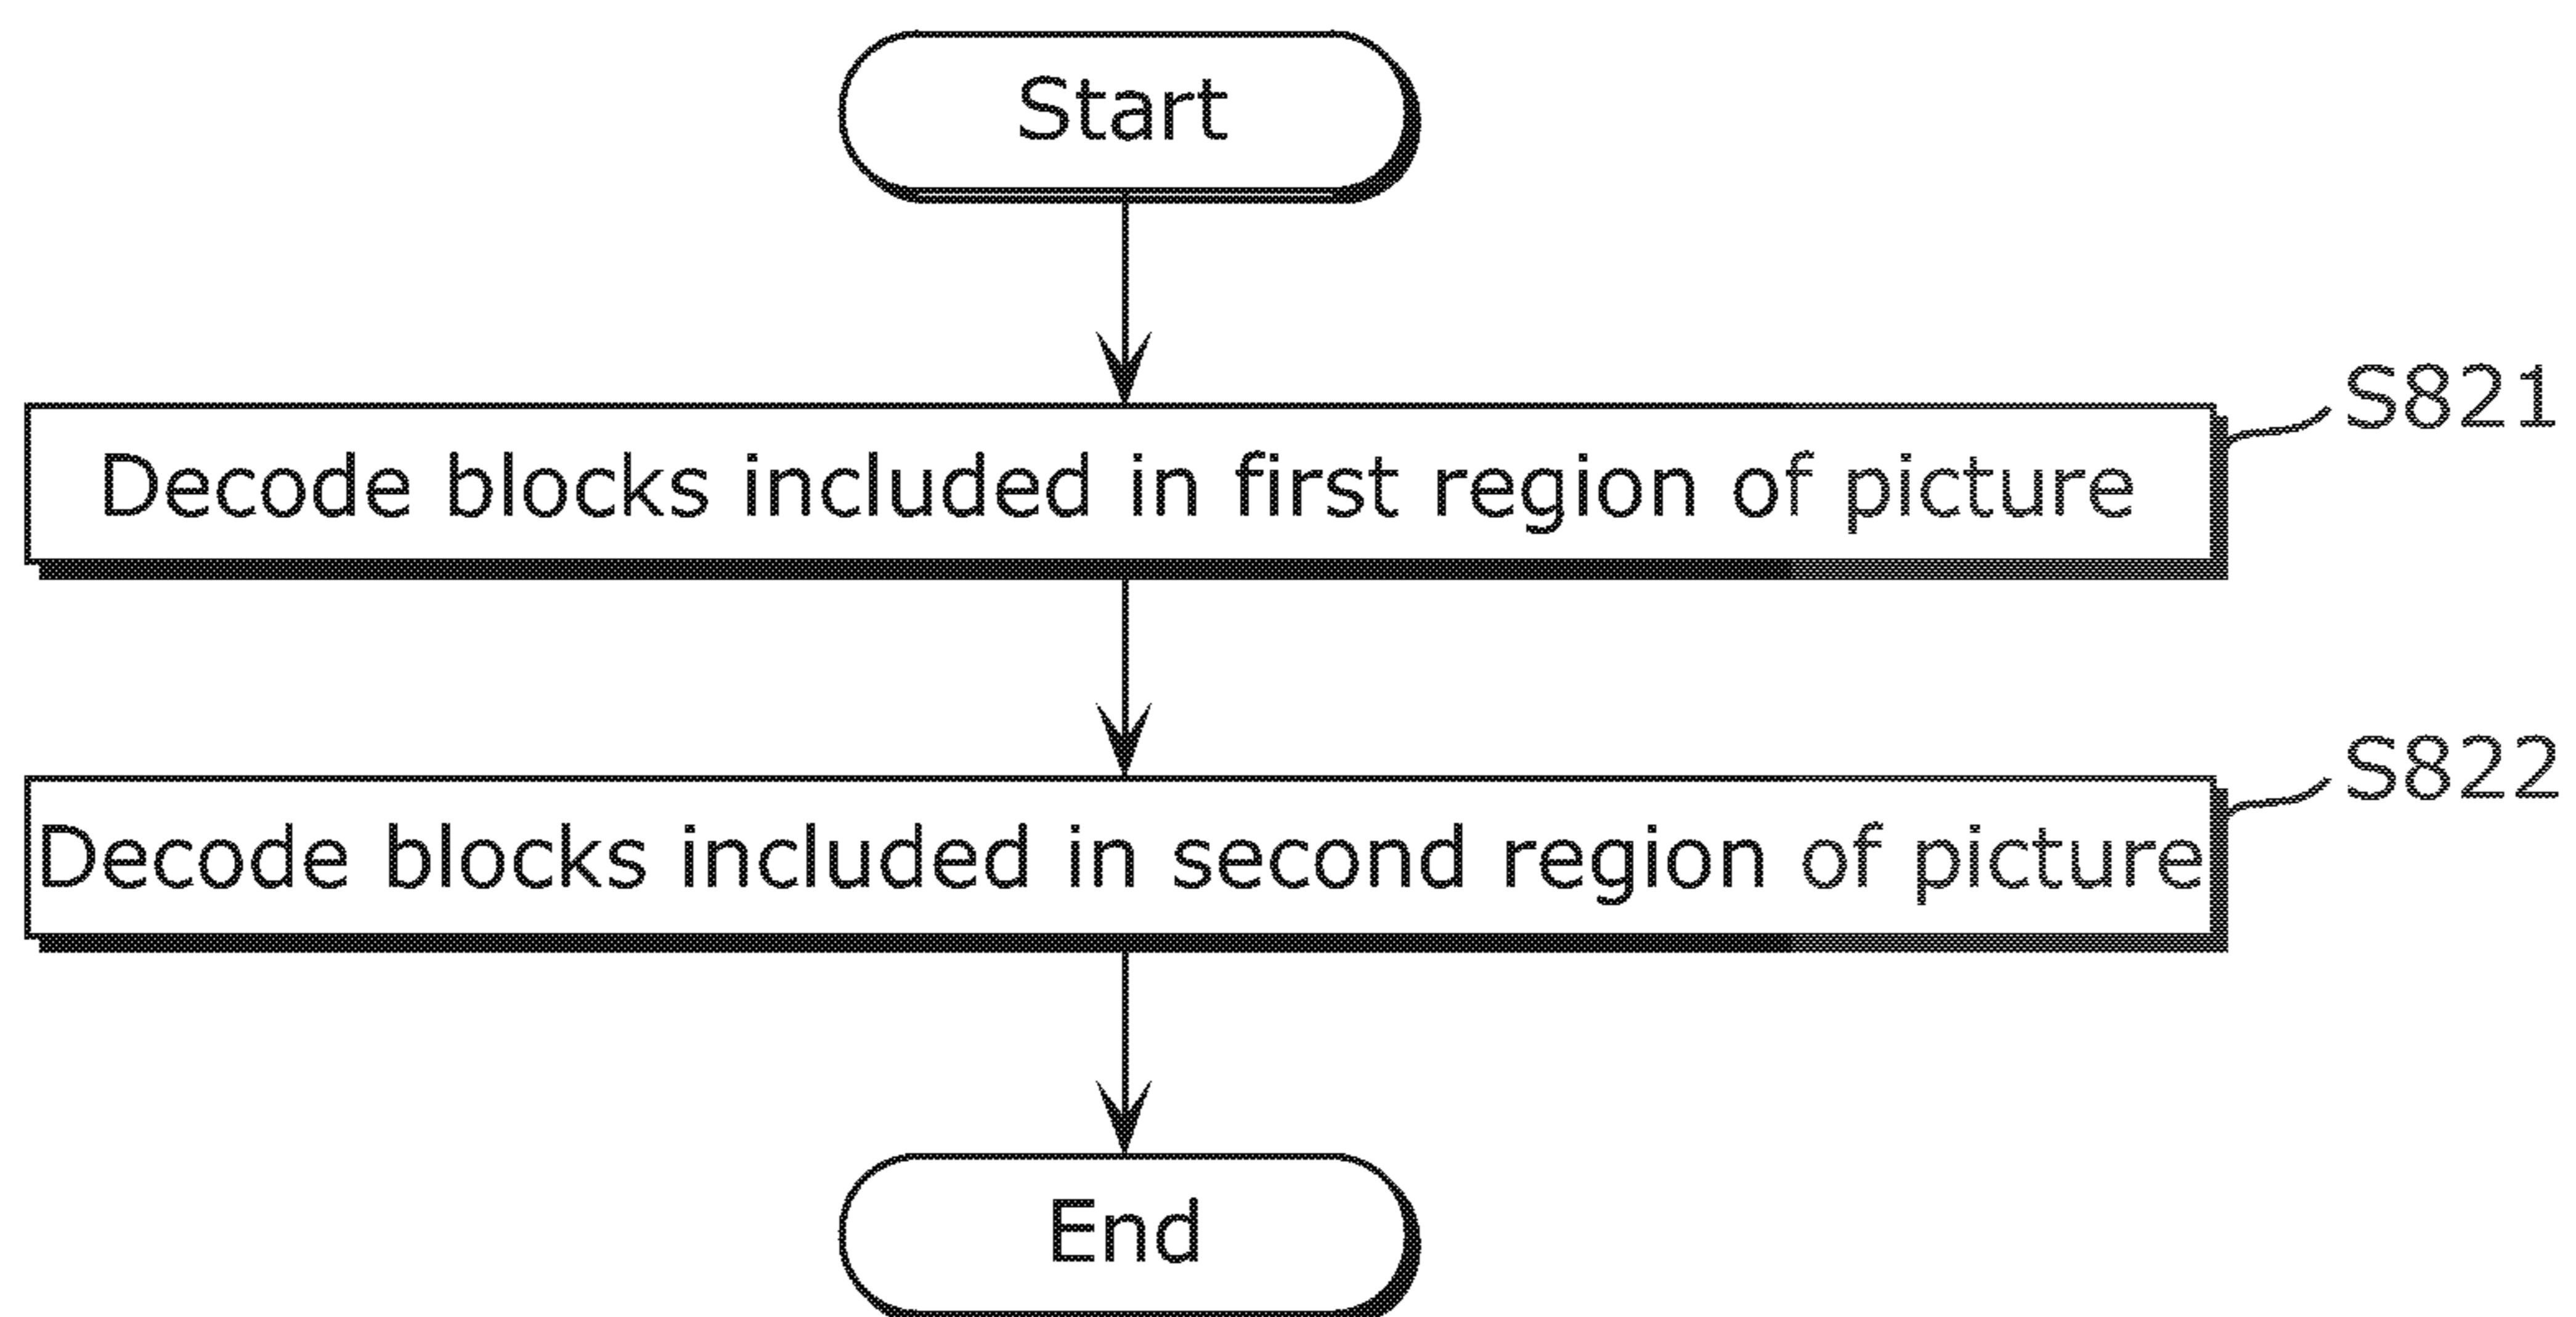 Start
S821
Decode blocks included in first region of picture
S822
Decode blocks included in second region of picture
End